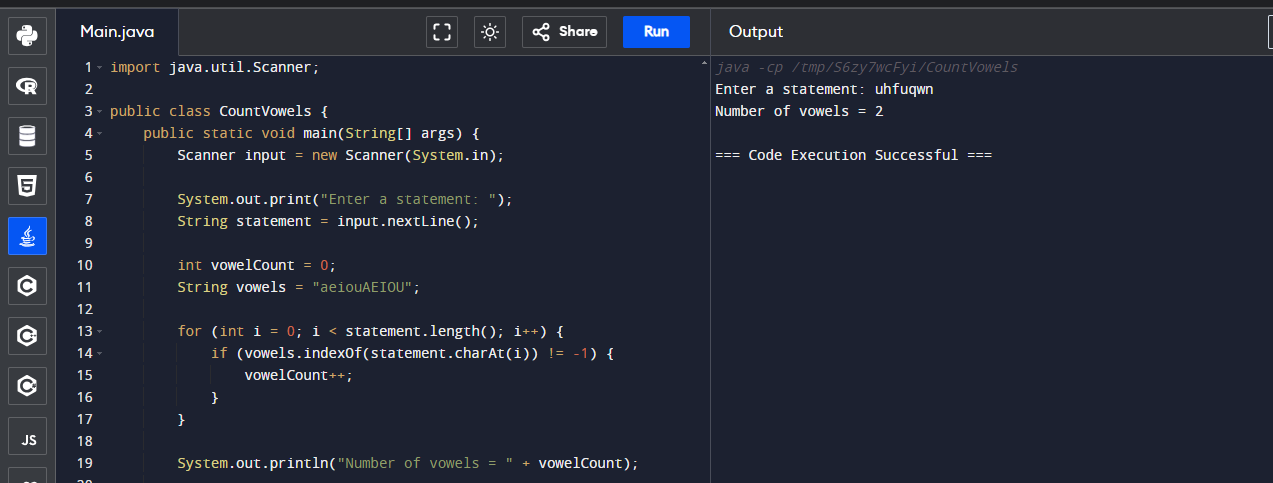 Main.java
Share
Run
Output
1 import java.util.Scanner;
2
3 public class CountVowels {
4     public static void main(String[] args) {
5         Scanner input = new Scanner(System.in);
6
7         System.out.print("Enter a statement: ");
8         String statement = input.nextLine();
9
10         int vowelCount = 0;
11         String vowels = "aeiouAEIOU";
12
13         for (int i = 0; i < statement.length(); i++) {
14             if (vowels.indexOf(statement.charAt(i)) != -1) {
15                 vowelCount++;
16             }
17         }
18
19         System.out.println("Number of vowels = " + vowelCount);
java -cp /tmp/S6zy7wcFyi/CountVowels
Enter a statement: uhfuqwn
Number of vowels = 2
=== Code Execution Successful ===
JS